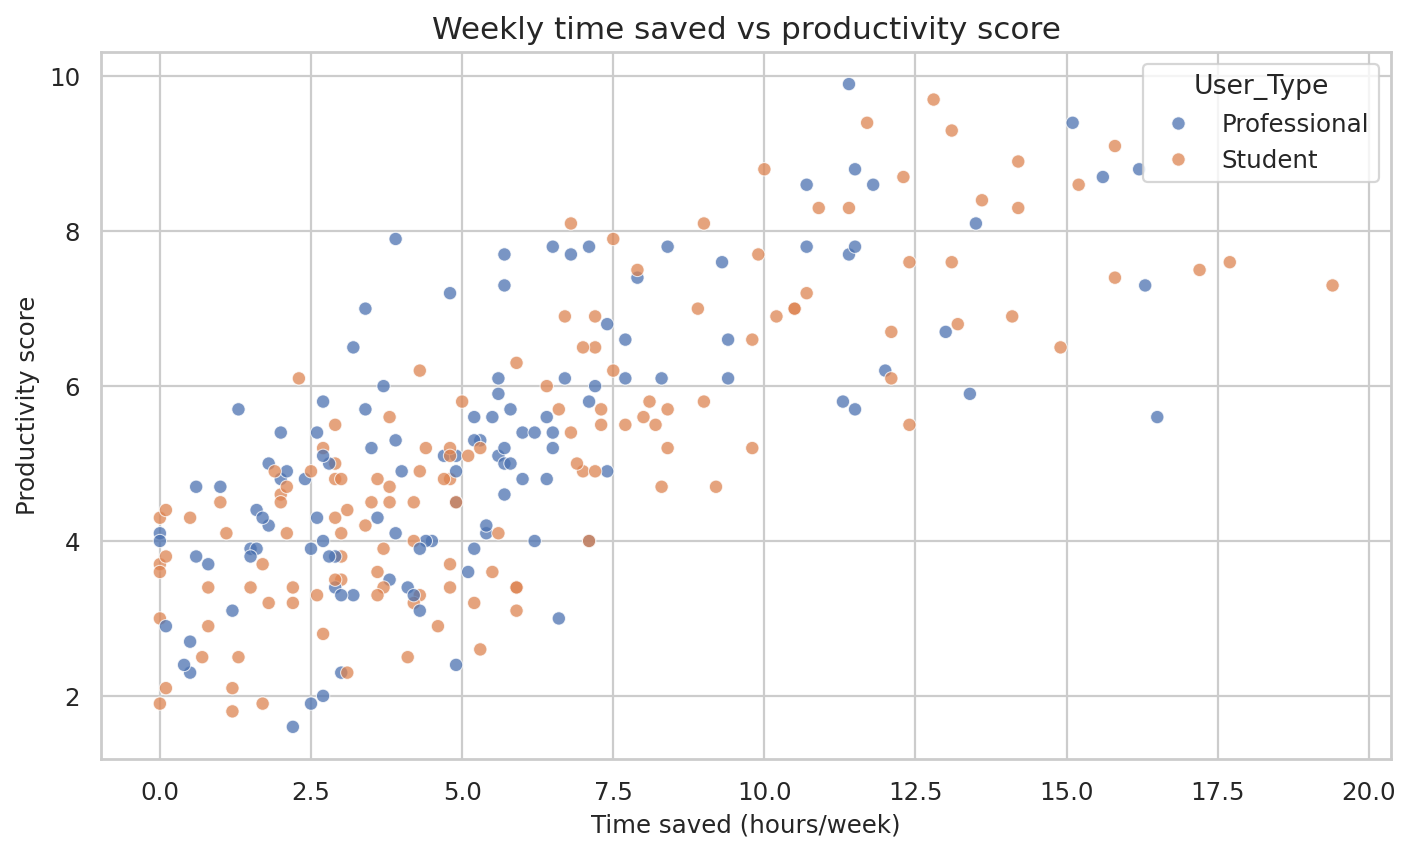 Weekly time saved vs productivity score
User_Type
Professional
Student
10
8
6
4
2
Productivity score
0.0 2.5 5.0 7.5 10.0 12.5 15.0 17.5 20.0
Time saved (hours/week)